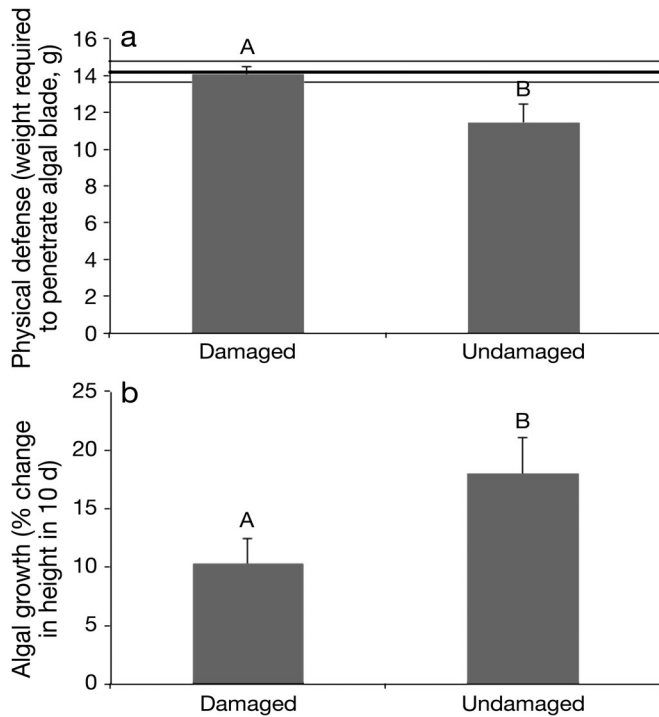 a
Physical defense (weight required
to penetrate algal blade, g)
16
14
12
10
8
6
4
2
0
A
B
Damaged Undamaged
b
Algal growth (% change
in height in 10 d)
25
20
15
10
5
0
A
B
Damaged Undamaged